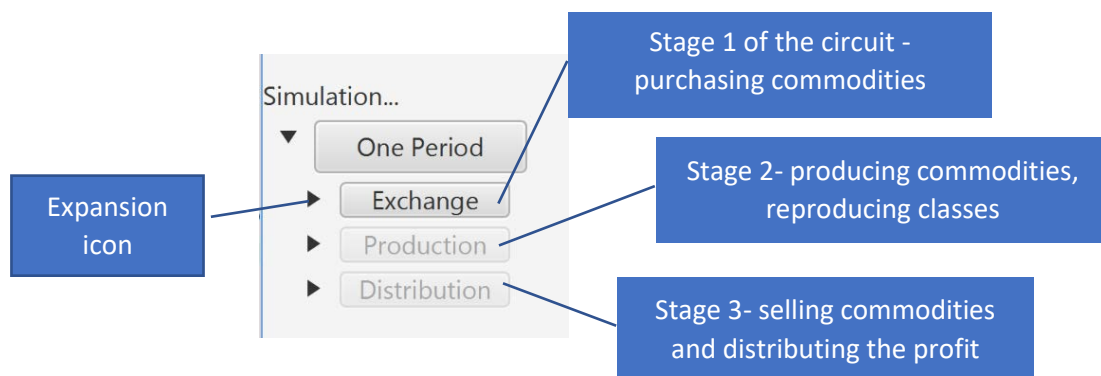 Stage 1 of the circuit -
purchasing commodities
Simulation...
One Period
Stage 2- producing commodities,
reproducing classes
Expansion
icon
Exchange
Production
Distribution
Stage 3- selling commodities
and distributing the profit